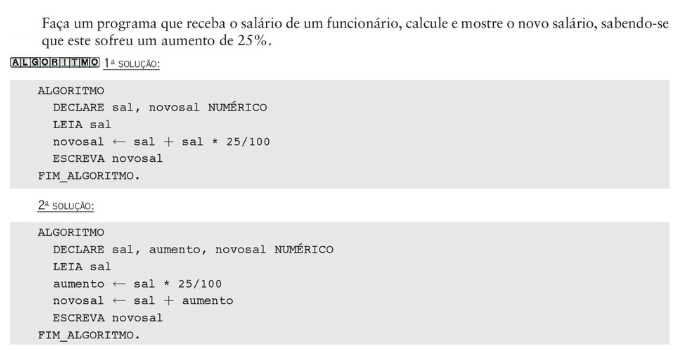 Faça um programa que receba o salário de um funcionário, calcule e mostre o novo salário, sabendo-se
que este sofreu um aumento de 25%.
ALGORITMO 1ª SOLUÇÃO:
ALGORITMO
DECLARE sal, novosal NUMÉRICO
LEIA sal
novosal ← sal + sal * 25/100
ESCREVA novosal
FIM_ALGORITMO.
2ª SOLUÇÃO:
ALGORITMO
DECLARE sal, aumento, novosal NUMÉRICO
LEIA sal
aumento ← sal * 25/100
novosal ← sal + aumento
ESCREVA novosal
FIM_ALGORITMO.